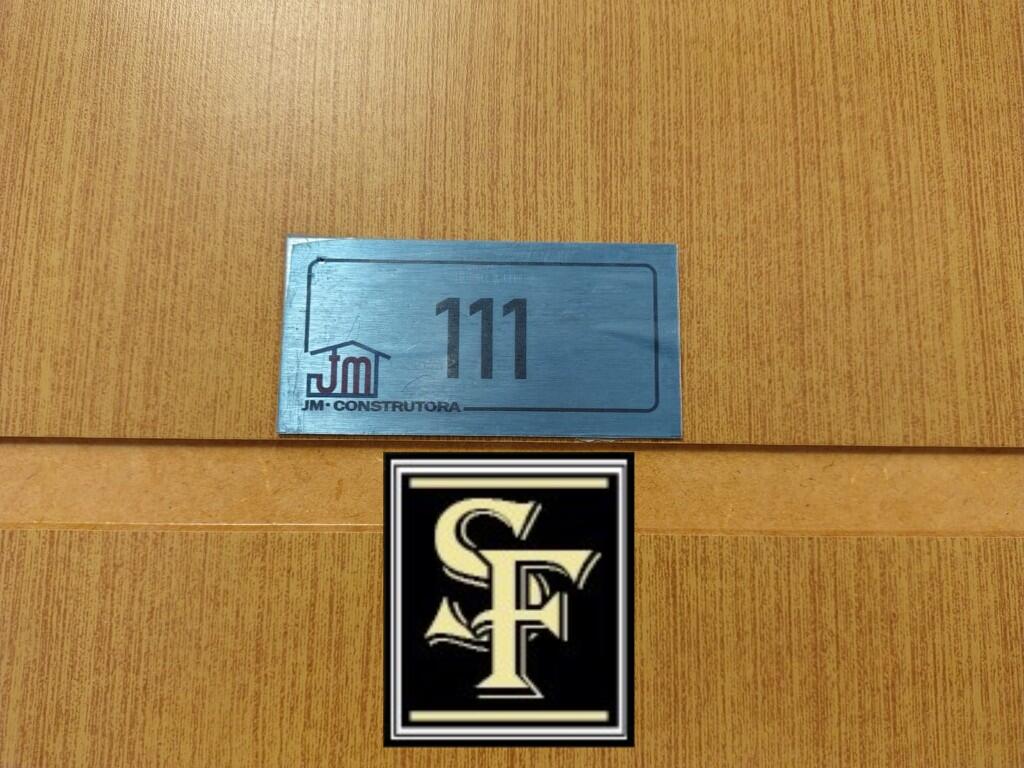 111
Jm
JM · CONSTRUTORA
SF